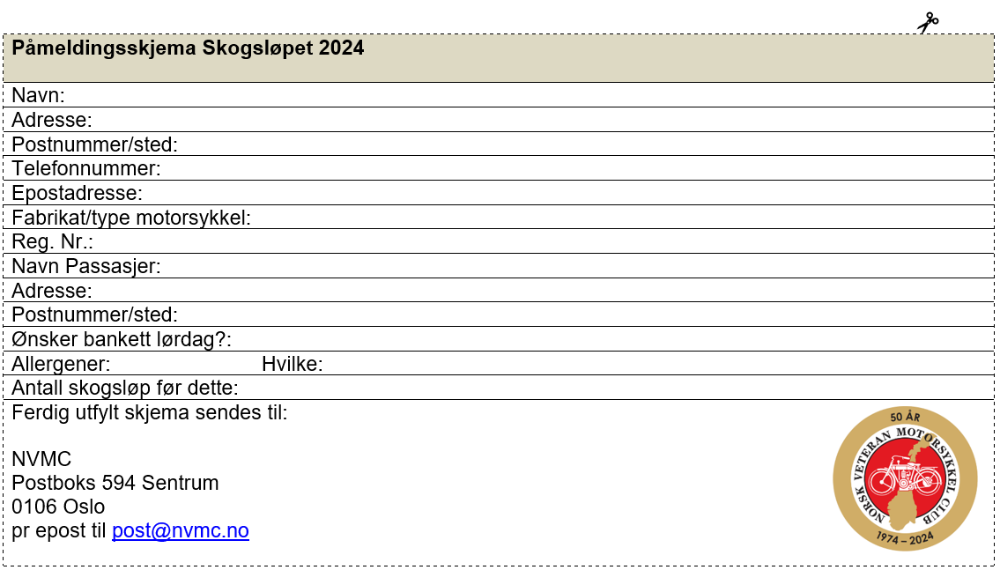 Påmeldingsskjema Skogsløpet 2024
Navn:
Adresse:
Postnummer/sted:
Telefonnummer:
Epostadresse:
Fabrikat/type motorsykkel:
Reg. Nr.:
Navn Passasjer:
Adresse:
Postnummer/sted:
Ønsker bankett lørdag?:
Allergener: Hvilke:
Antall skogsløp før dette:
Ferdig utfylt skjema sendes til:
NVMC
Postboks 594 Sentrum
0106 Oslo
pr epost til post@nvmc.no
50 ÅR
NORSK VETERAN MOTORSYKKEL CLUB
1974 – 2024